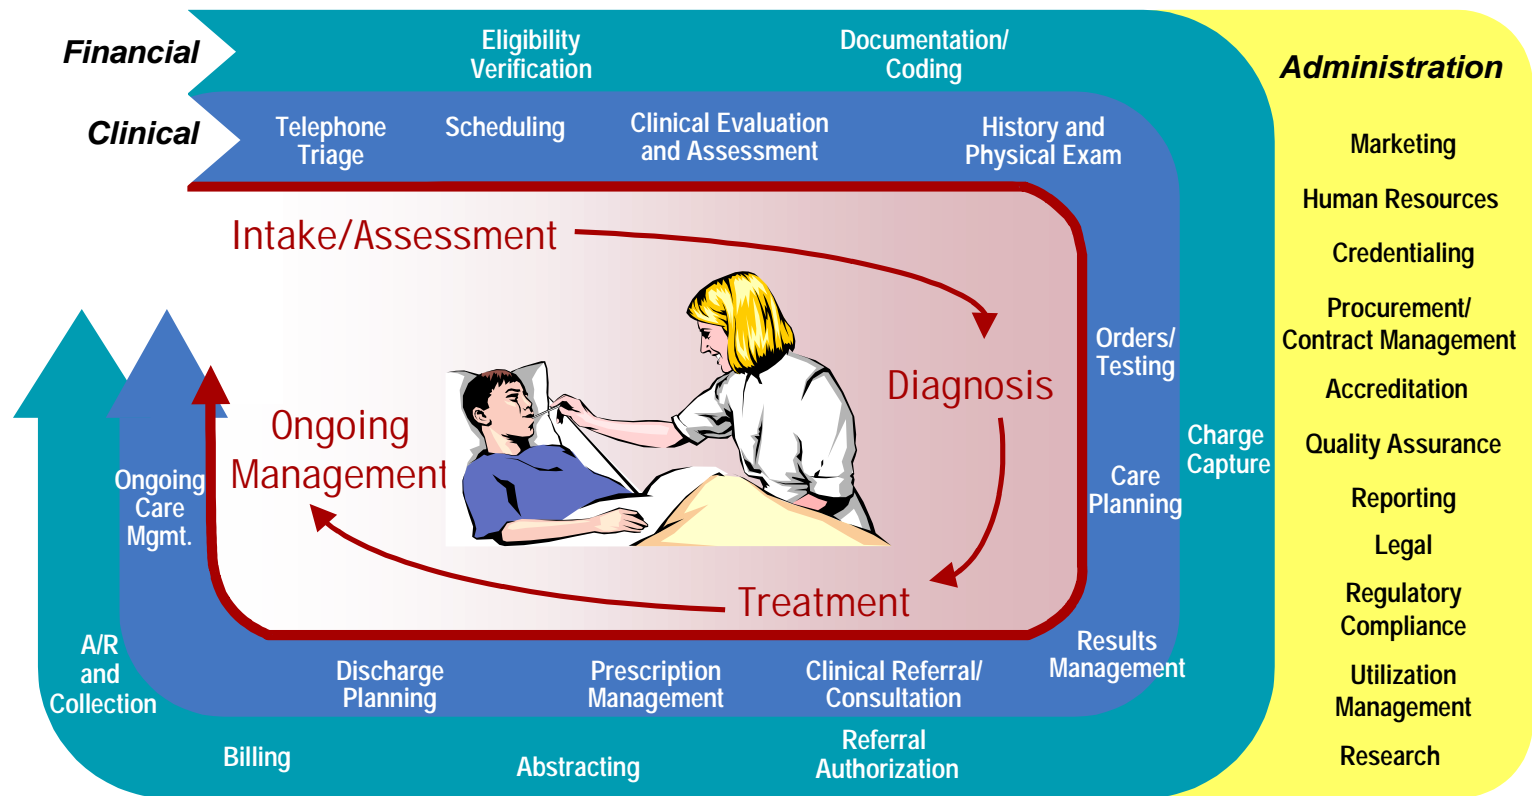 Financial
Eligibility
Verification
Documentation/
Coding
Administration
Clinical
Telephone
Triage
Scheduling
Clinical Evaluation
and Assessment
History and
Physical Exam
Marketing
Human Resources
Credentialing
Procurement/
Contract Management
Accreditation
Quality Assurance
Reporting
Legal
Regulatory
Compliance
Utilization
Management
Research
Intake/Assessment
Diagnosis
Treatment
Ongoing
Management
Orders/
Testing
Care
Planning
Charge
Capture
Results
Management
Clinical Referral/
Consultation
Prescription
Management
Discharge
Planning
Ongoing
Care
Mgmt.
Referral
Authorization
Abstracting
Billing
A/R
and
Collection